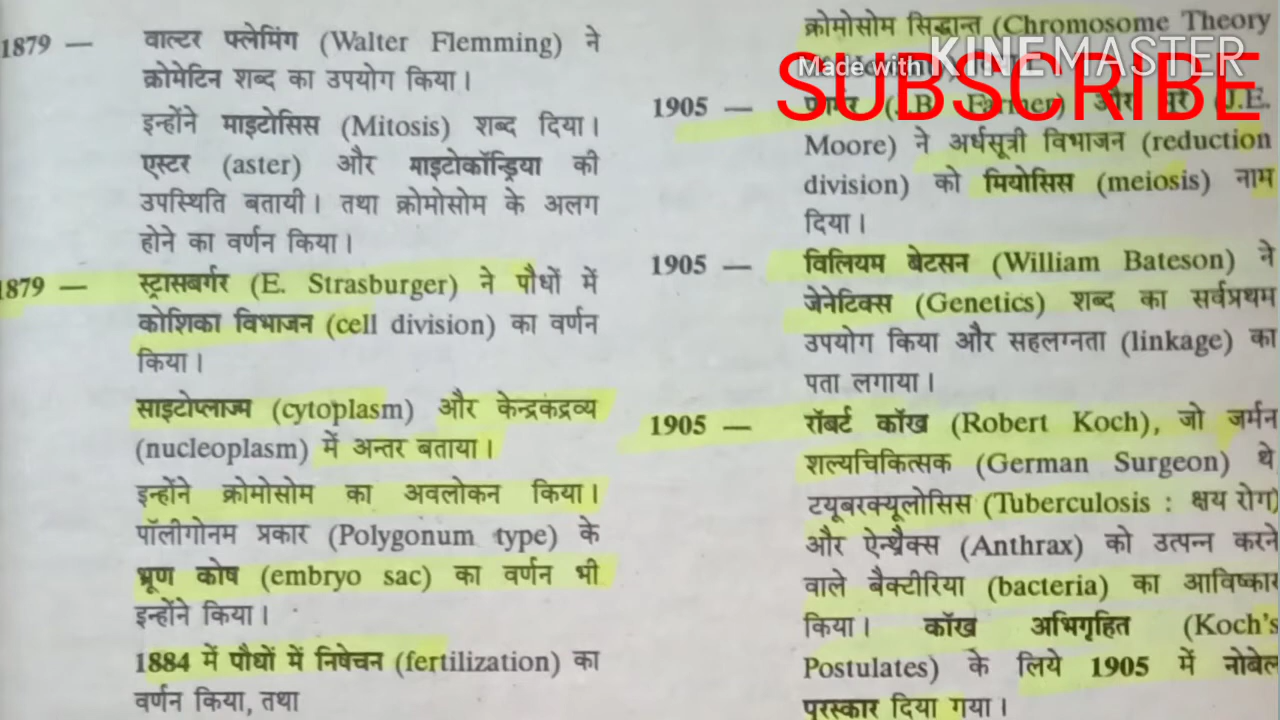 1879 — वाल्टर फ्लेमिंग (Walter Flemming) ने
क्रोमेटिन शब्द का उपयोग किया।
इन्होंने माइटोसिस (Mitosis) शब्द दिया।
एस्टर (aster) और माइटोकॉन्ड्रिया की
उपस्थिति बतायी। तथा क्रोमोसोम के अलग
होने का वर्णन किया।
1879 — स्ट्रासबर्गर (E. Strasburger) ने पौधों में
कोशिका विभाजन (cell division) का वर्णन
किया।
साइटोप्लाज्म (cytoplasm) और केन्द्रकद्रव्य
(nucleoplasm) में अन्तर बताया।
इन्होंने क्रोमोसोम का अवलोकन किया।
पॉलीगोनम प्रकार (Polygonum type) के
भ्रूण कोष (embryo sac) का वर्णन भी
इन्होंने किया।
1884 में पौधों में निषेचन (fertilization) का
वर्णन किया, तथा
क्रोमोसोम सिद्धान्त (Chromosome Theory
Made with KINEMASTER
SUBSCRIBE
1905 — (J.B. Farmer) और (J.E.
Moore) ने अर्धसूत्री विभाजन (reduction
division) को मियोसिस (meiosis) नाम
दिया।
1905 — विलियम बेटसन (William Bateson) ने
जेनेटिक्स (Genetics) शब्द का सर्वप्रथम
उपयोग किया और सहलग्नता (linkage) का
पता लगाया।
1905 — रॉबर्ट कॉख (Robert Koch), जो जर्मन
शल्यचिकित्सक (German Surgeon) थे
टयूबरक्यूलोसिस (Tuberculosis : क्षय रोग)
और ऐन्थ्रैक्स (Anthrax) को उत्पन्न करने
वाले बैक्टीरिया (bacteria) का आविष्कार
किया। कॉख अभिगृहित (Koch's
Postulates) के लिये 1905 में नोबेल
पुरस्कार दिया गया।